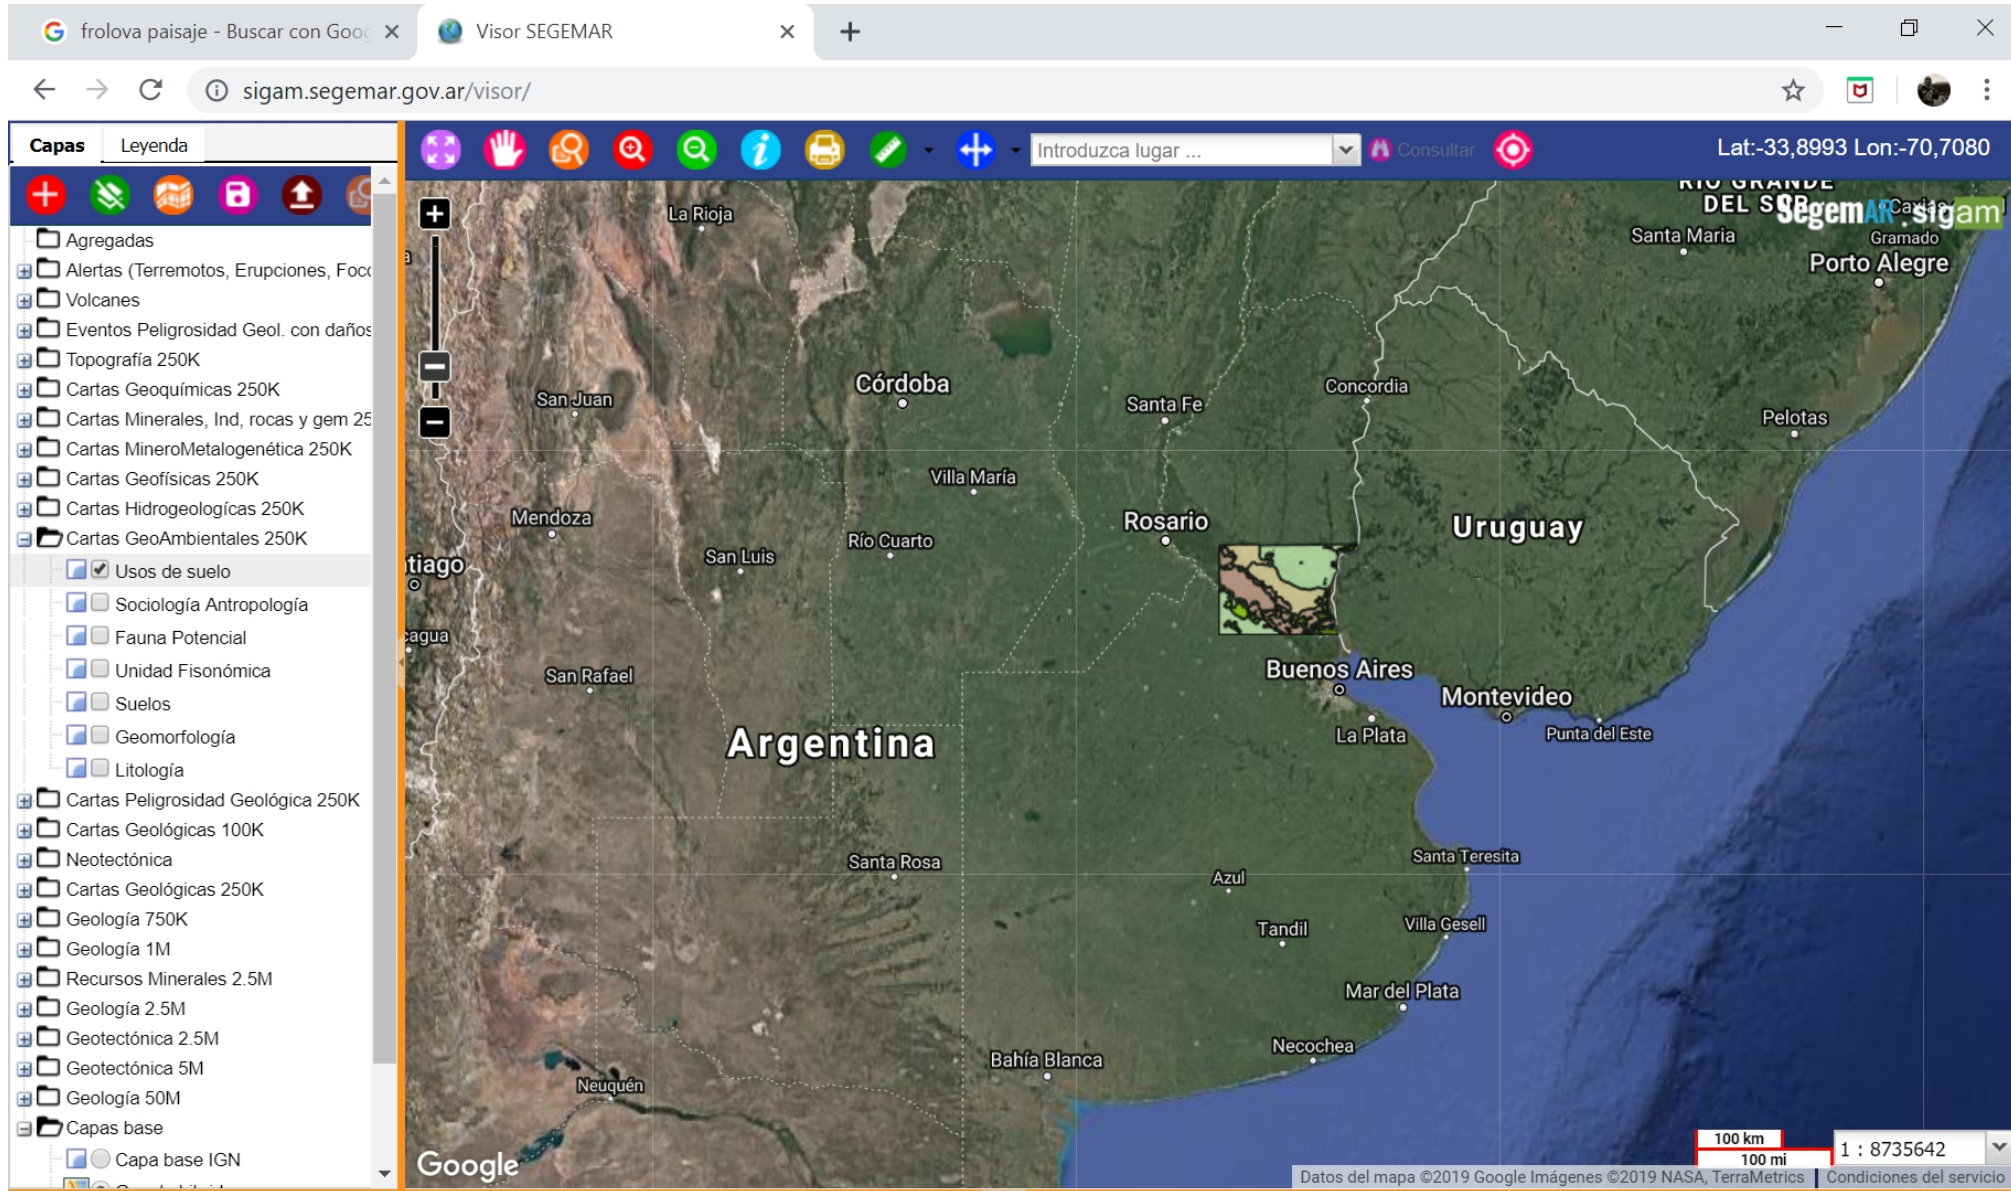 frolova paisaje - Buscar con Goog
Visor SEGEMAR
sigam.segemar.gov.ar/visor/
Capas
Leyenda
Introduzca lugar ...
Consultar
Lat:-33,8993 Lon:-70,7080
Agregadas
Alertas (Terremotos, Erupciones, Foco
Volcanes
Eventos Peligrosidad Geol. con daños
Topografía 250K
Cartas Geoquímicas 250K
Cartas Minerales, Ind, rocas y gem 25
Cartas MineroMetalogenética 250K
Cartas Geofísicas 250K
Cartas Hidrogeologícas 250K
Cartas GeoAmbientales 250K
Usos de suelo
Sociología Antropología
Fauna Potencial
Unidad Fisonómica
Suelos
Geomorfología
Litología
Cartas Peligrosidad Geológica 250K
Cartas Geológicas 100K
Neotectónica
Cartas Geológicas 250K
Geología 750K
Geología 1M
Recursos Minerales 2.5M
Geología 2.5M
Geotectónica 2.5M
Geotectónica 5M
Geología 50M
Capas base
Capa base IGN
RIO GRANDE
DEL SUR
SegemAR.sigam
La Rioja
Santa Maria
Gramado
Porto Alegre
Córdoba
San Juan
Santa Fe
Concordia
Pelotas
Villa María
Mendoza
Rosario
Uruguay
Río Cuarto
San Luis
tiago
cagua
San Rafael
Buenos Aires
Montevideo
La Plata
Punta del Este
Argentina
Santa Rosa
Santa Teresita
Azul
Tandil
Villa Gesell
Mar del Plata
Necochea
Bahía Blanca
Neuquén
Google
100 km
100 mi
1 : 8735642
Datos del mapa ©2019 Google Imágenes ©2019 NASA, TerraMetrics
Condiciones del servicio